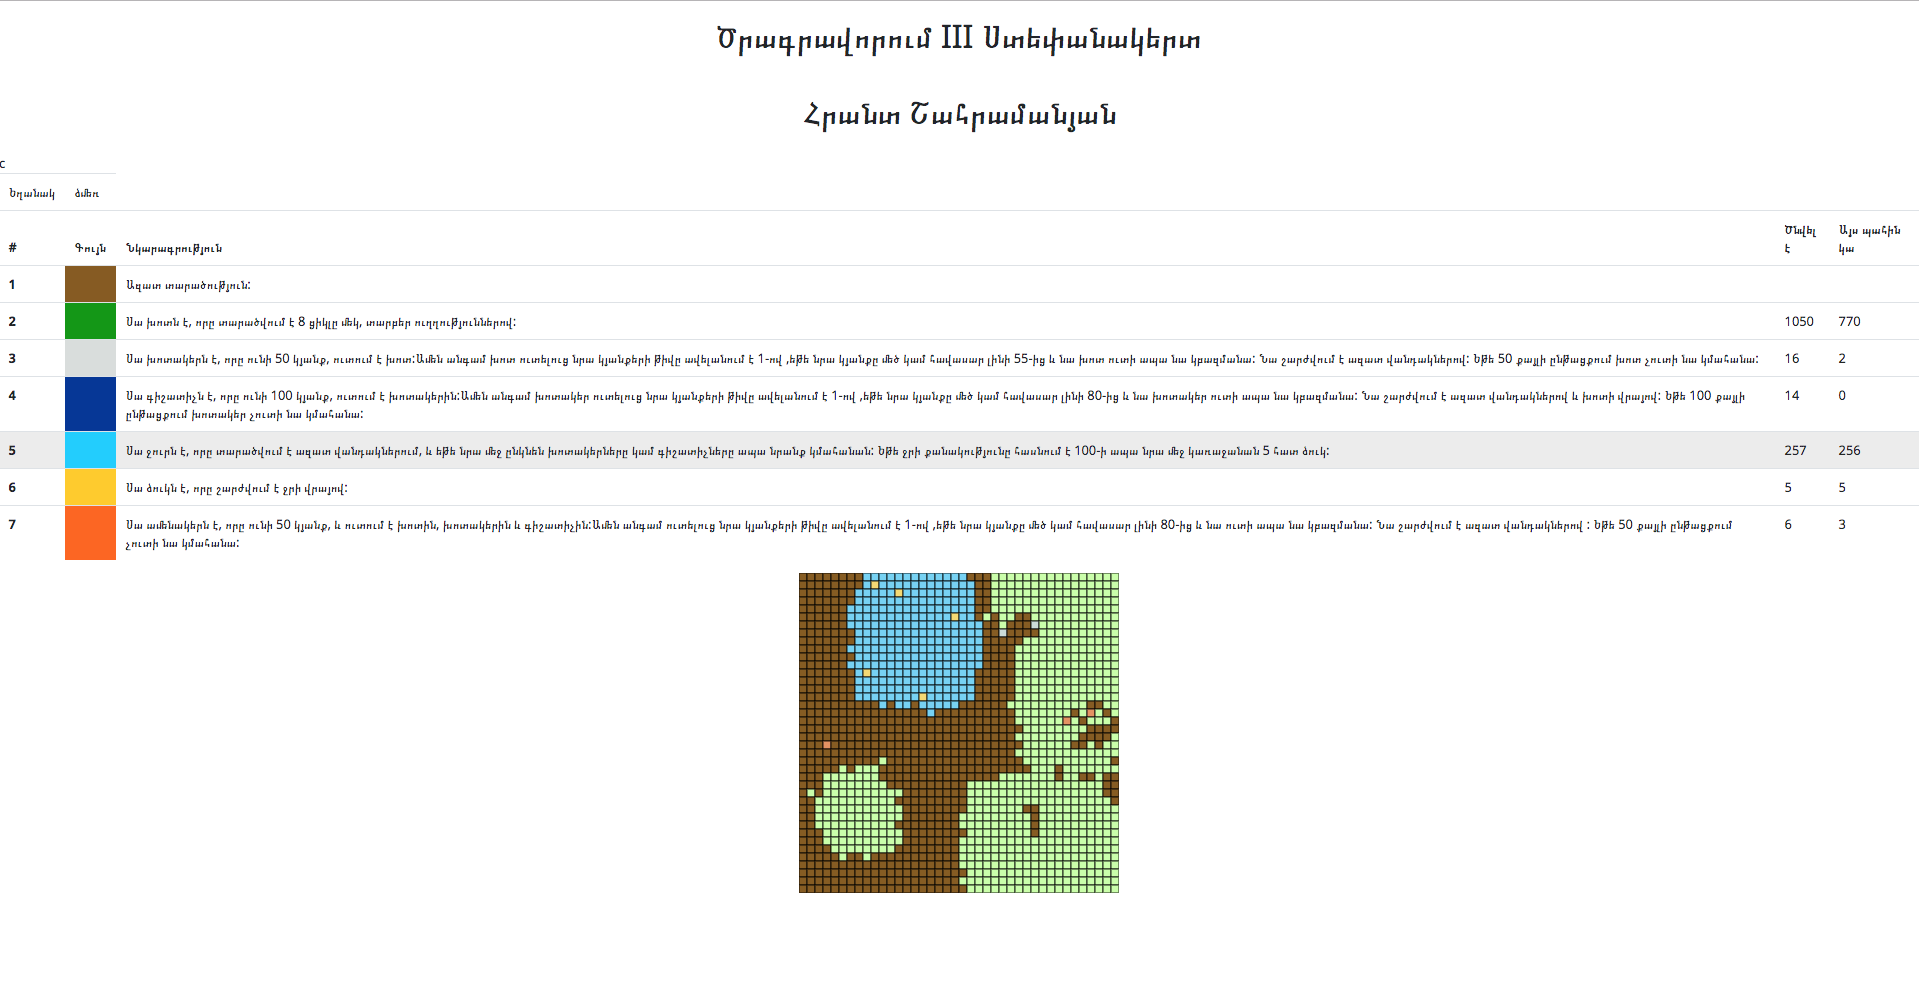 Ծրագրավորում III Ստեփանակերտ
Հրանտ Շահրամանյան
c
Եղանակ ձմեռ
# Գույն Նկարագրություն Ծնվել է Այս պահին կա
1 Ազատ տարածություն:
2 Սա խոտն է, որը տարածվում է 8 ցիկլը մեկ, տարբեր ուղղություններով: 1050 770
3 Սա խոտակերն է, որը ունի 50 կյանք, ուտում է խոտ:Ամեն անգամ խոտ ուտելուց նրա կյանքերի թիվը ավելանում է 1-ով ,եթե նրա կյանքը մեծ կամ հավասար լինի 55-ից և նա խոտ ուտի ապա նա կբազմանա: Նա շարժվում է ազատ վանդակներով: Եթե 50 քայլի ընթացքում խոտ չուտի նա կմահանա: 16 2
4 Սա գիշատիչն է, որը ունի 100 կյանք, ուտում է խոտակերին:Ամեն անգամ խոտակեր ուտելուց նրա կյանքերի թիվը ավելանում է 1-ով ,եթե նրա կյանքը մեծ կամ հավասար լինի 80-ից և նա խոտակեր ուտի ապա նա կբազմանա: Նա շարժվում է ազատ վանդակներով և խոտի վրայով: Եթե 100 քայլի 14 0
ընթացքում խոտակեր չուտի նա կմահանա:
5 Սա ջուրն է, որը տարածվում է ազատ վանդակներում, և եթե նրա մեջ ընկնեն խոտակերները կամ գիշատիչները ապա նրանք կմահանան: Եթե ջրի քանակությունը հասնում է 100-ի ապա նրա մեջ կառաջանան 5 հատ ձուկ: 257 256
6 Սա ձուկն է, որը շարժվում է ջրի վրայով: 5 5
7 Սա ամենակերն է, որը ունի 50 կյանք, և ուտում է խոտին, խոտակերին և գիշատիչին:Ամեն անգամ ուտելուց նրա կյանքերի թիվը ավելանում է 1-ով ,եթե նրա կյանքը մեծ կամ հավասար լինի 80-ից և նա ուտի ապա նա կբազմանա: Նա շարժվում է ազատ վանդակներով : Եթե 50 քայլի ընթացքում 6 3
չուտի նա կմահանա: